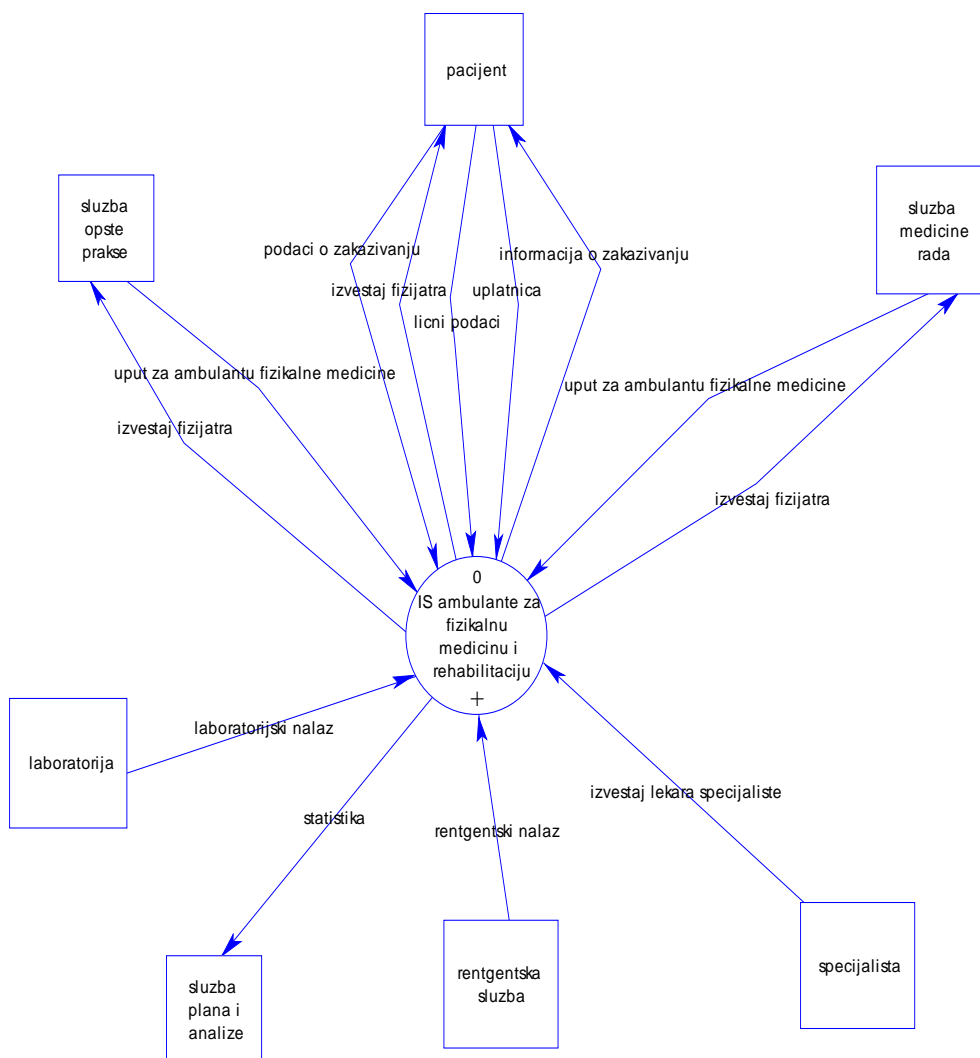 pacijent
sluzba
opste
prakse
sluzba
medicine
rada
podaci o zakazivanju
informacija o zakazivanju
izvestaj fizijatra
uplatnica
licni podaci
uput za ambulantu fizikalne medicine
uput za ambulantu fizikalne medicine
izvestaj fizijatra
izvestaj fizijatra
0
IS ambulante za
fizikalnu
medicinu i
rehabilitaciju
+
laboratorijski nalaz
laboratorija
izvestaj lekara specijaliste
statistika
rentgentski nalaz
specijalista
rentgentska
sluzba
sluzba
plana i
analize